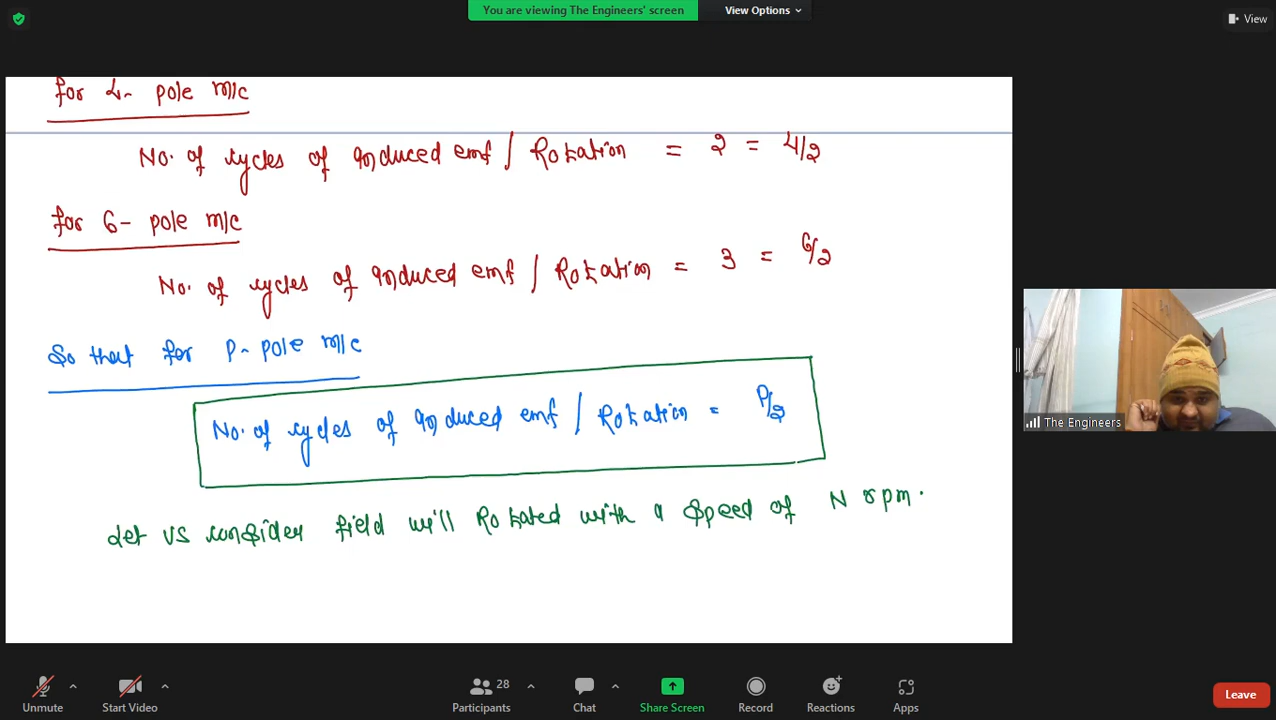 You are viewing The Engineers' screen
View Options
View
for 4- pole m/c
No. of cycles of induced emf / Rotation = 2 = 4/2
for 6- pole m/c
No. of cycles of induced emf / Rotation = 3 = 6/2
So that for P- pole m/c
No. of cycles of induced emf / Rotation = P/2
Let us consider field will Rotated with a speed of N rpm.
The Engineers
Unmute
Start Video
28
Participants
Chat
Share Screen
Record
Reactions
Apps
Leave